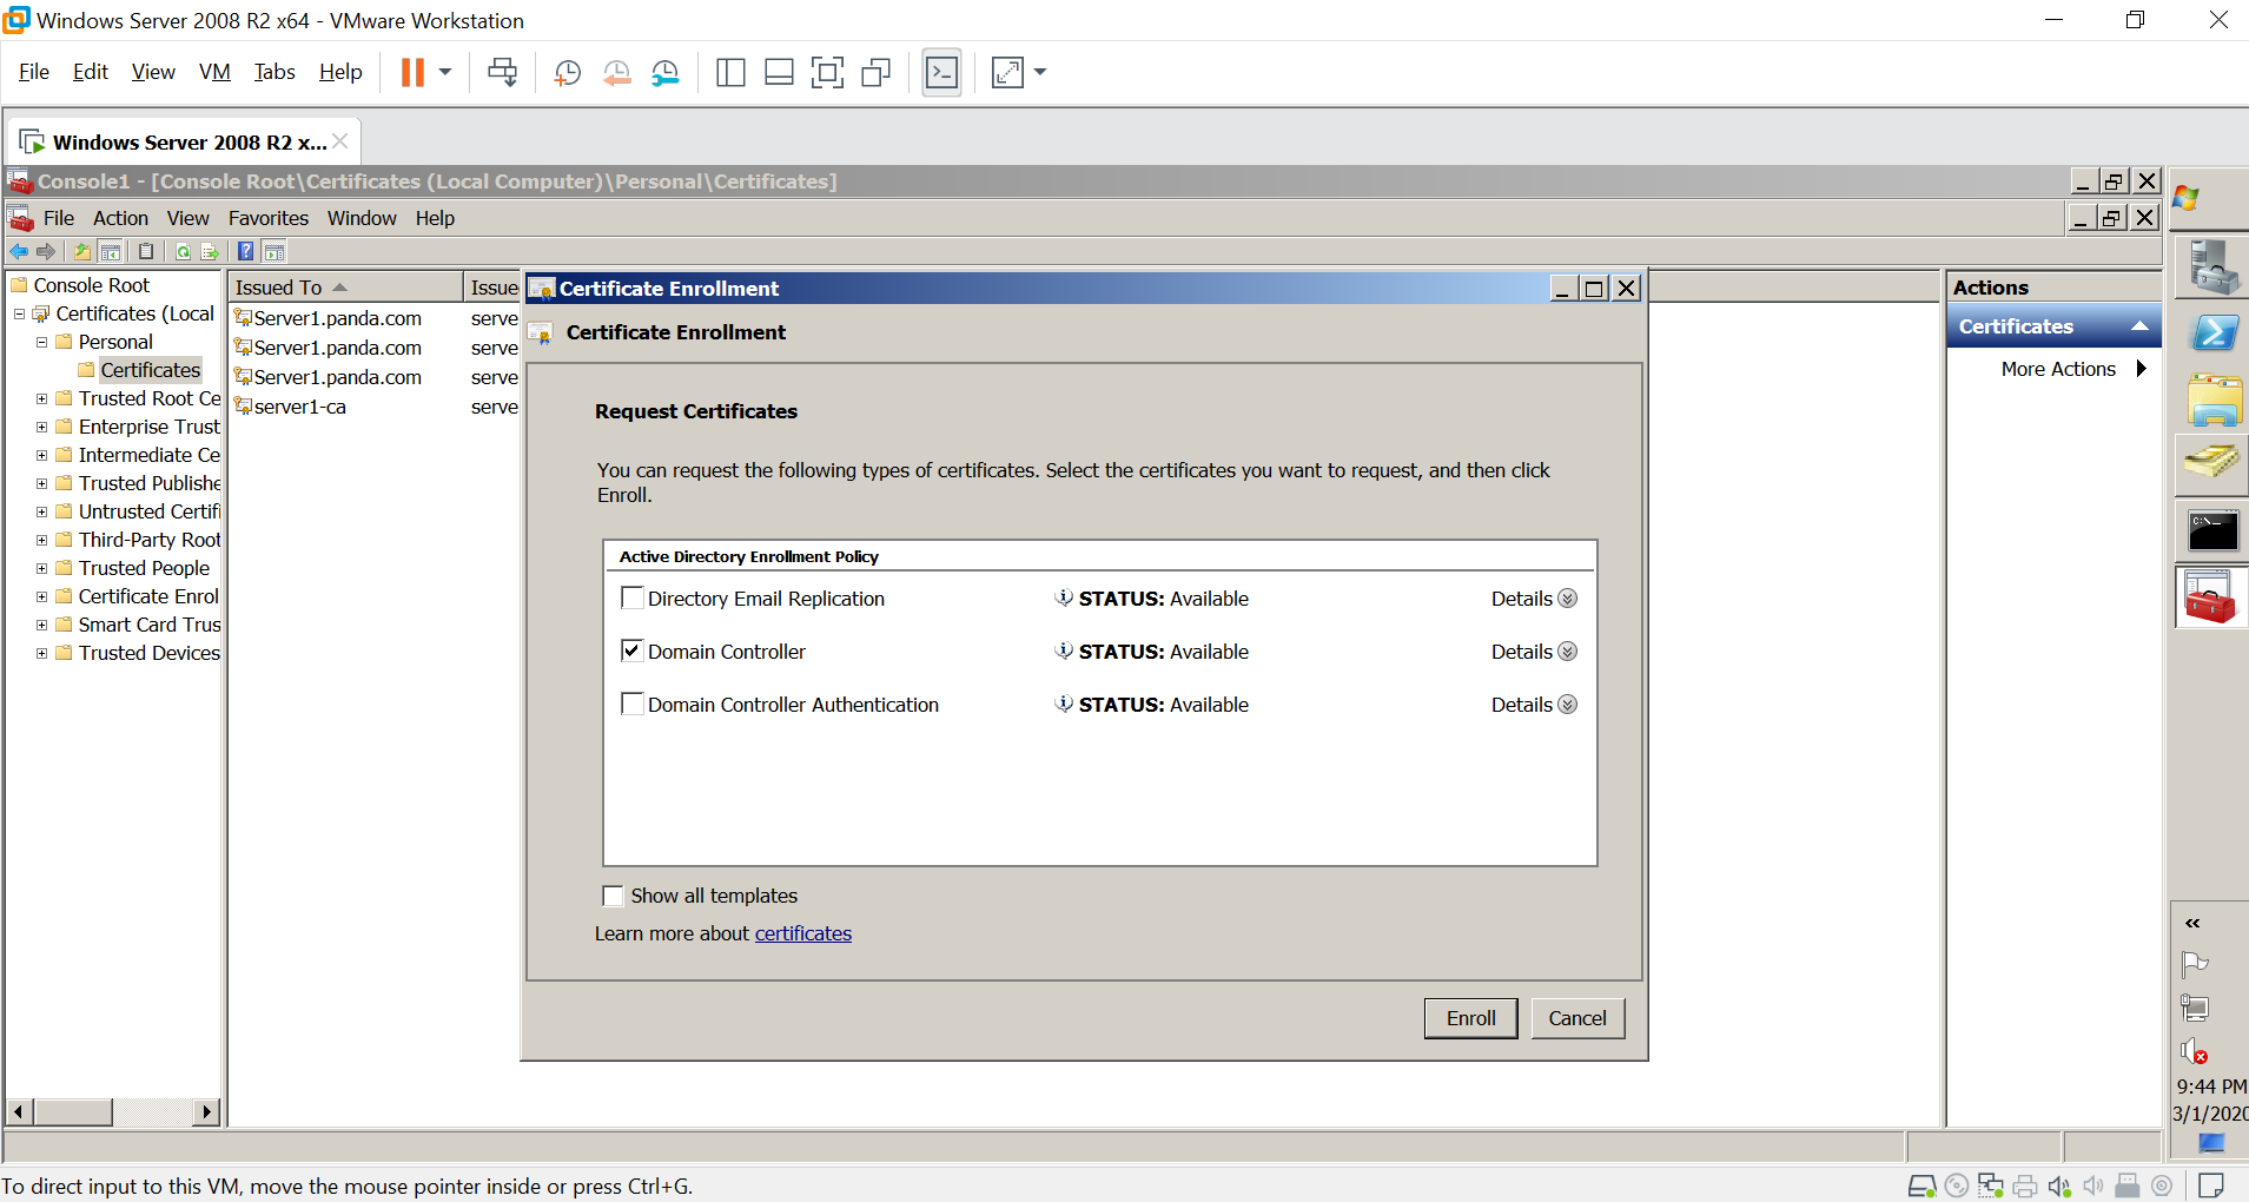 Windows Server 2008 R2 x64 - VMware Workstation
File Edit View VM Tabs Help
Windows Server 2008 R2 x...
Console1 - [Console Root\Certificates (Local Computer)\Personal\Certificates]
File Action View Favorites Window Help
Console Root
Certificates (Local
Personal
Certificates
Trusted Root Ce
Enterprise Trust
Intermediate Ce
Trusted Publishe
Untrusted Certifi
Third-Party Root
Trusted People
Certificate Enrol
Smart Card Trus
Trusted Devices
Issued To Issue
Server1.panda.com serve
Server1.panda.com serve
Server1.panda.com serve
server1-ca serve
Certificate Enrollment
Certificate Enrollment
Request Certificates
You can request the following types of certificates. Select the certificates you want to request, and then click
Enroll.
Active Directory Enrollment Policy
Directory Email Replication STATUS: Available Details
Domain Controller STATUS: Available Details
Domain Controller Authentication STATUS: Available Details
Show all templates
Learn more about certificates
Enroll Cancel
Actions
Certificates
More Actions
C:\_
9:44 PM
3/1/2020
To direct input to this VM, move the mouse pointer inside or press Ctrl+G.